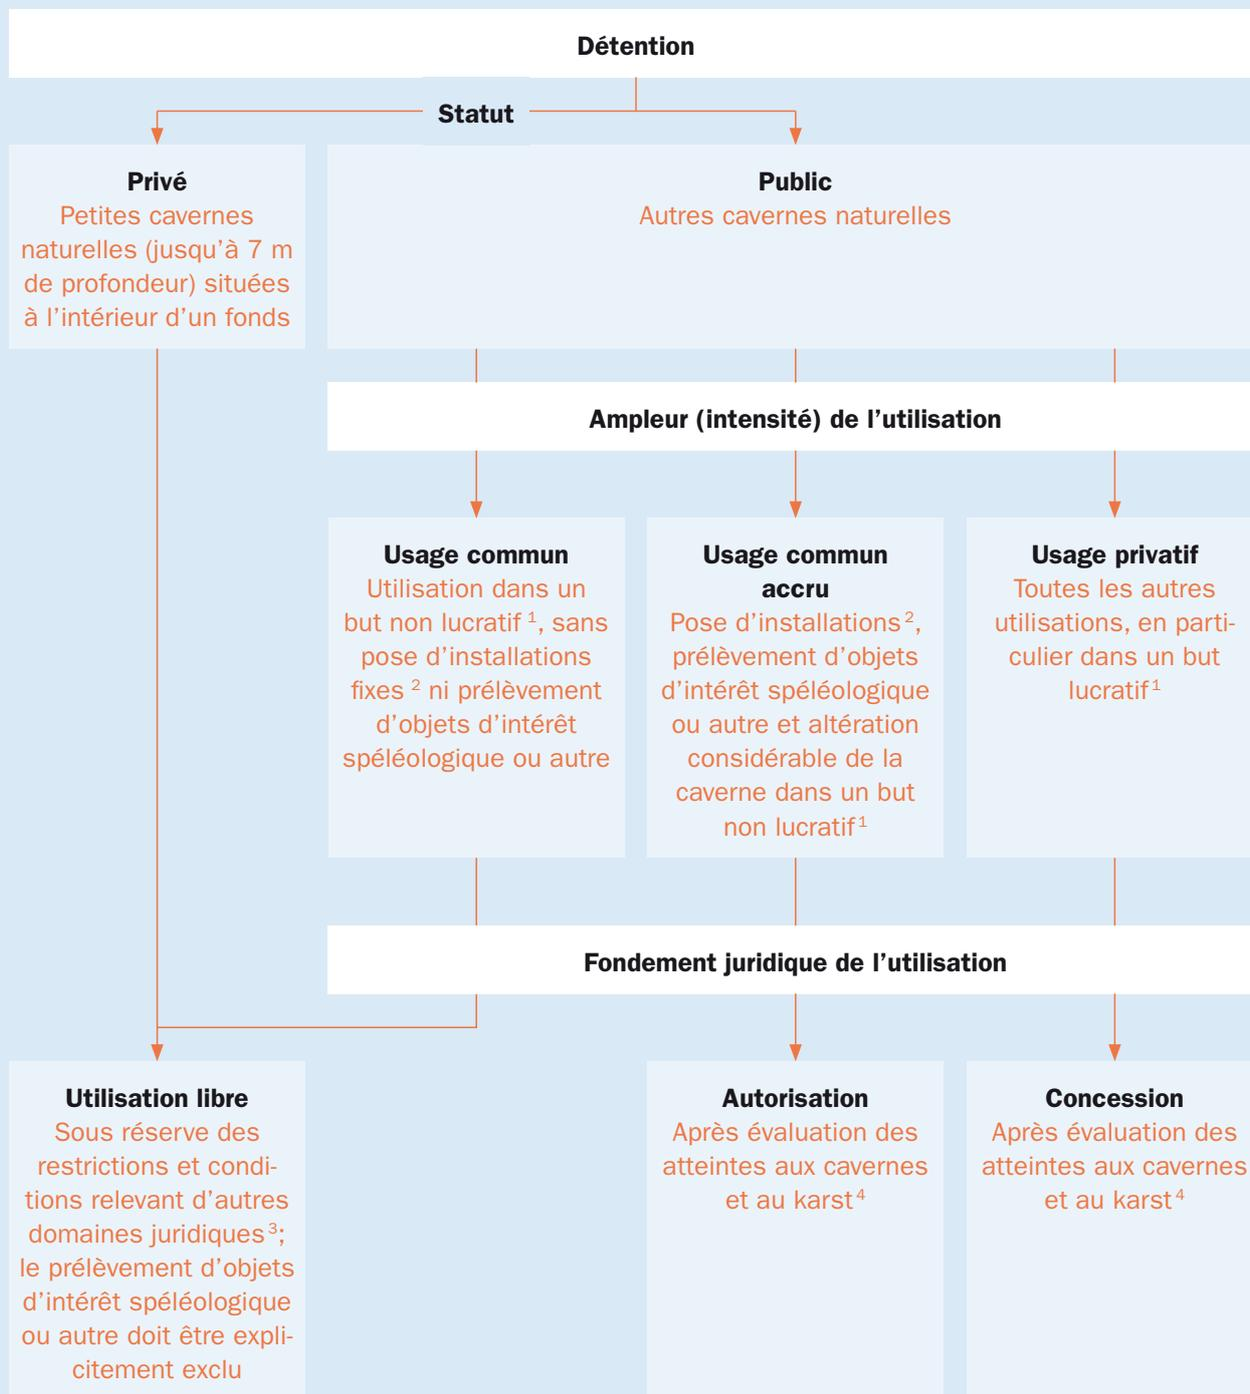 Détention
Statut
Privé
Petites cavernes
naturelles (jusqu’à 7 m
de profondeur) situées
à l’intérieur d’un fonds
Public
Autres cavernes naturelles
Ampleur (intensité) de l’utilisation
Usage commun
Utilisation dans un
but non lucratif ¹, sans
pose d’installations
fixes ² ni prélèvement
d’objets d’intérêt
spéléologique ou autre
Usage commun
accru
Pose d’installations ²,
prélèvement d’objets
d’intérêt spéléologique
ou autre et altération
considérable de la
caverne dans un but
non lucratif ¹
Usage privatif
Toutes les autres
utilisations, en parti-
culier dans un but
lucratif ¹
Fondement juridique de l’utilisation
Utilisation libre
Sous réserve des
restrictions et condi-
tions relevant d’autres
domaines juridiques ³;
le prélèvement d’objets
d’intérêt spéléologique
ou autre doit être expli-
citement exclu
Autorisation
Après évaluation des
atteintes aux cavernes
et au karst ⁴
Concession
Après évaluation des
atteintes aux cavernes
et au karst ⁴